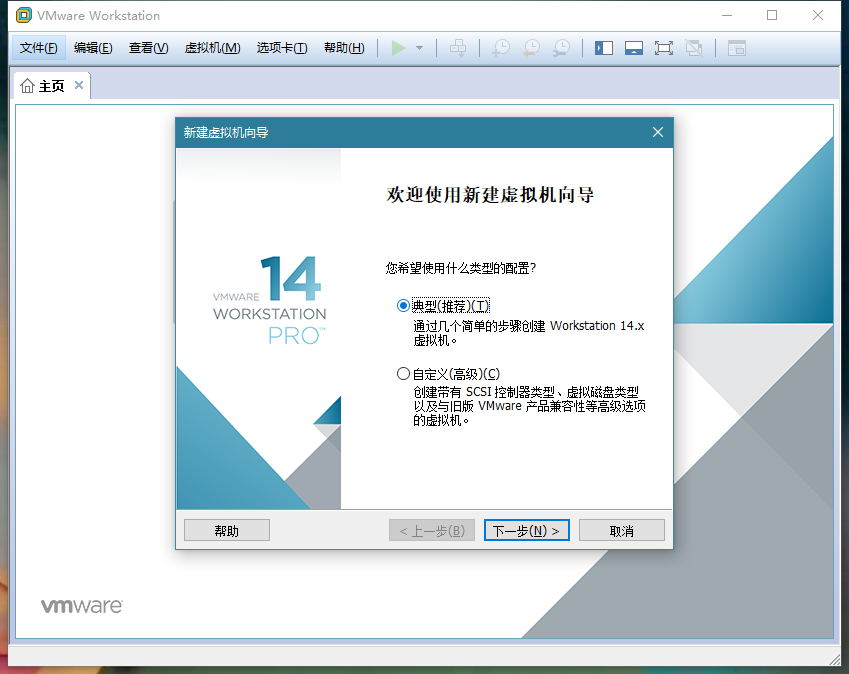 VMware Workstation
文件(F) 编辑(E) 查看(V) 虚拟机(M) 选项卡(T) 帮助(H)
主页
新建虚拟机向导
欢迎使用新建虚拟机向导
您希望使用什么类型的配置?
典型(推荐)(T)
通过几个简单的步骤创建 Workstation 14.x
虚拟机。
自定义(高级)(C)
创建带有 SCSI 控制器类型、虚拟磁盘类型
以及与旧版 VMware 产品兼容性等高级选项
的虚拟机。
14
VMWARE
WORKSTATION
PRO™
帮助 < 上一步(B) 下一步(N) > 取消
vmware